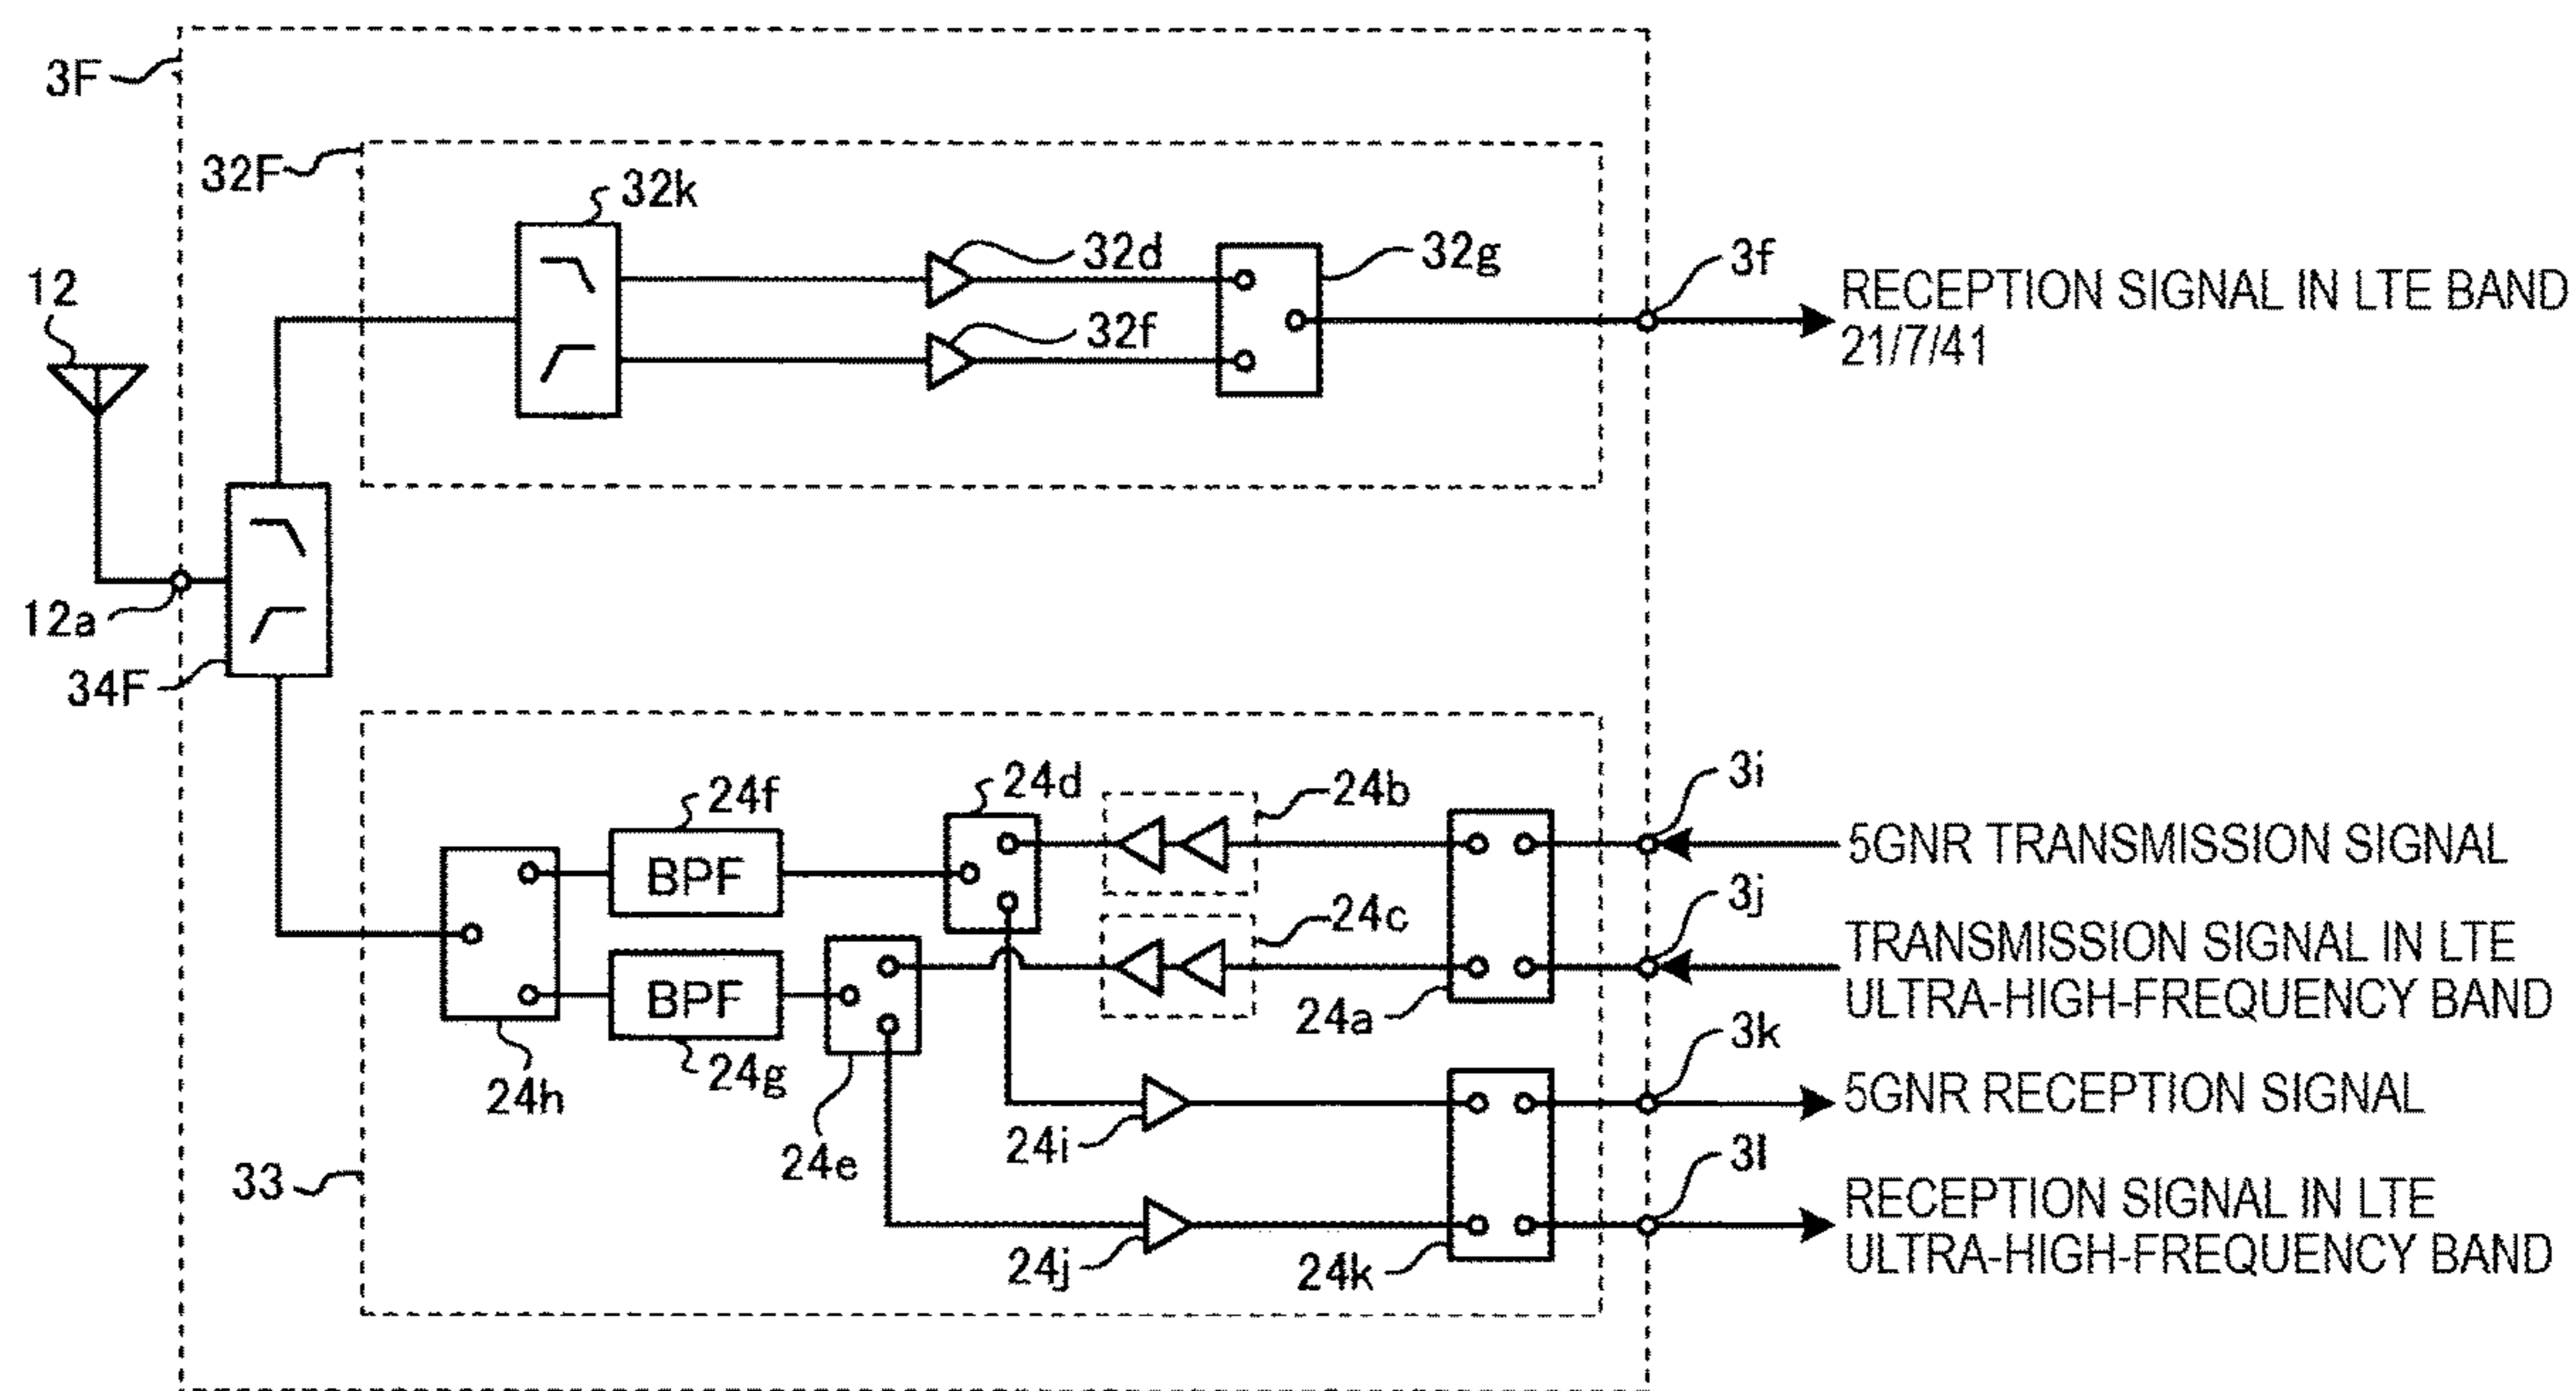 3F
32F
32k
32d
32g
3f
RECEPTION SIGNAL IN LTE BAND
21/7/41
32f
12
12a
34F
3i
24f
24d
24b
5GNR TRANSMISSION SIGNAL
BPF
3j
24c
TRANSMISSION SIGNAL IN LTE
ULTRA-HIGH-FREQUENCY BAND
BPF
24a
3k
24h
24g
5GNR RECEPTION SIGNAL
24e
24i
3l
33
RECEPTION SIGNAL IN LTE
ULTRA-HIGH-FREQUENCY BAND
24j
24k